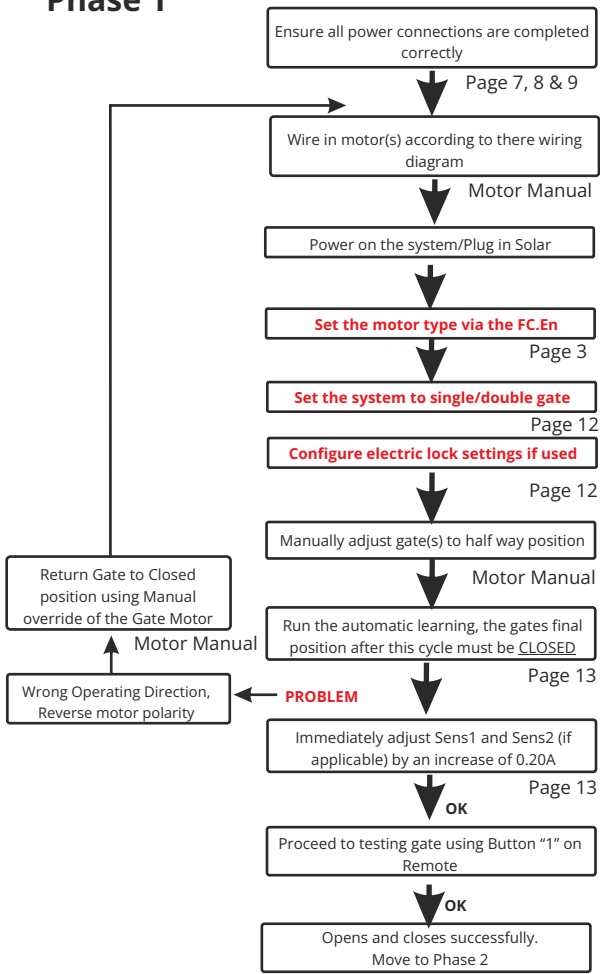 Phase 1
Ensure all power connections are completed
correctly
Page 7, 8 & 9
Wire in motor(s) according to there wiring
diagram
Motor Manual
Power on the system/Plug in Solar
Set the motor type via the FC.En
Page 3
Set the system to single/double gate
Page 12
Configure electric lock settings if used
Page 12
Manually adjust gate(s) to half way position
Motor Manual
Run the automatic learning, the gates final
position after this cycle must be CLOSED
Page 13
PROBLEM
Wrong Operating Direction,
Reverse motor polarity
Motor Manual
Return Gate to Closed
position using Manual
override of the Gate Motor
Immediately adjust Sens1 and Sens2 (if
applicable) by an increase of 0.20A
Page 13
OK
Proceed to testing gate using Button “1” on
Remote
OK
Opens and closes successfully.
Move to Phase 2